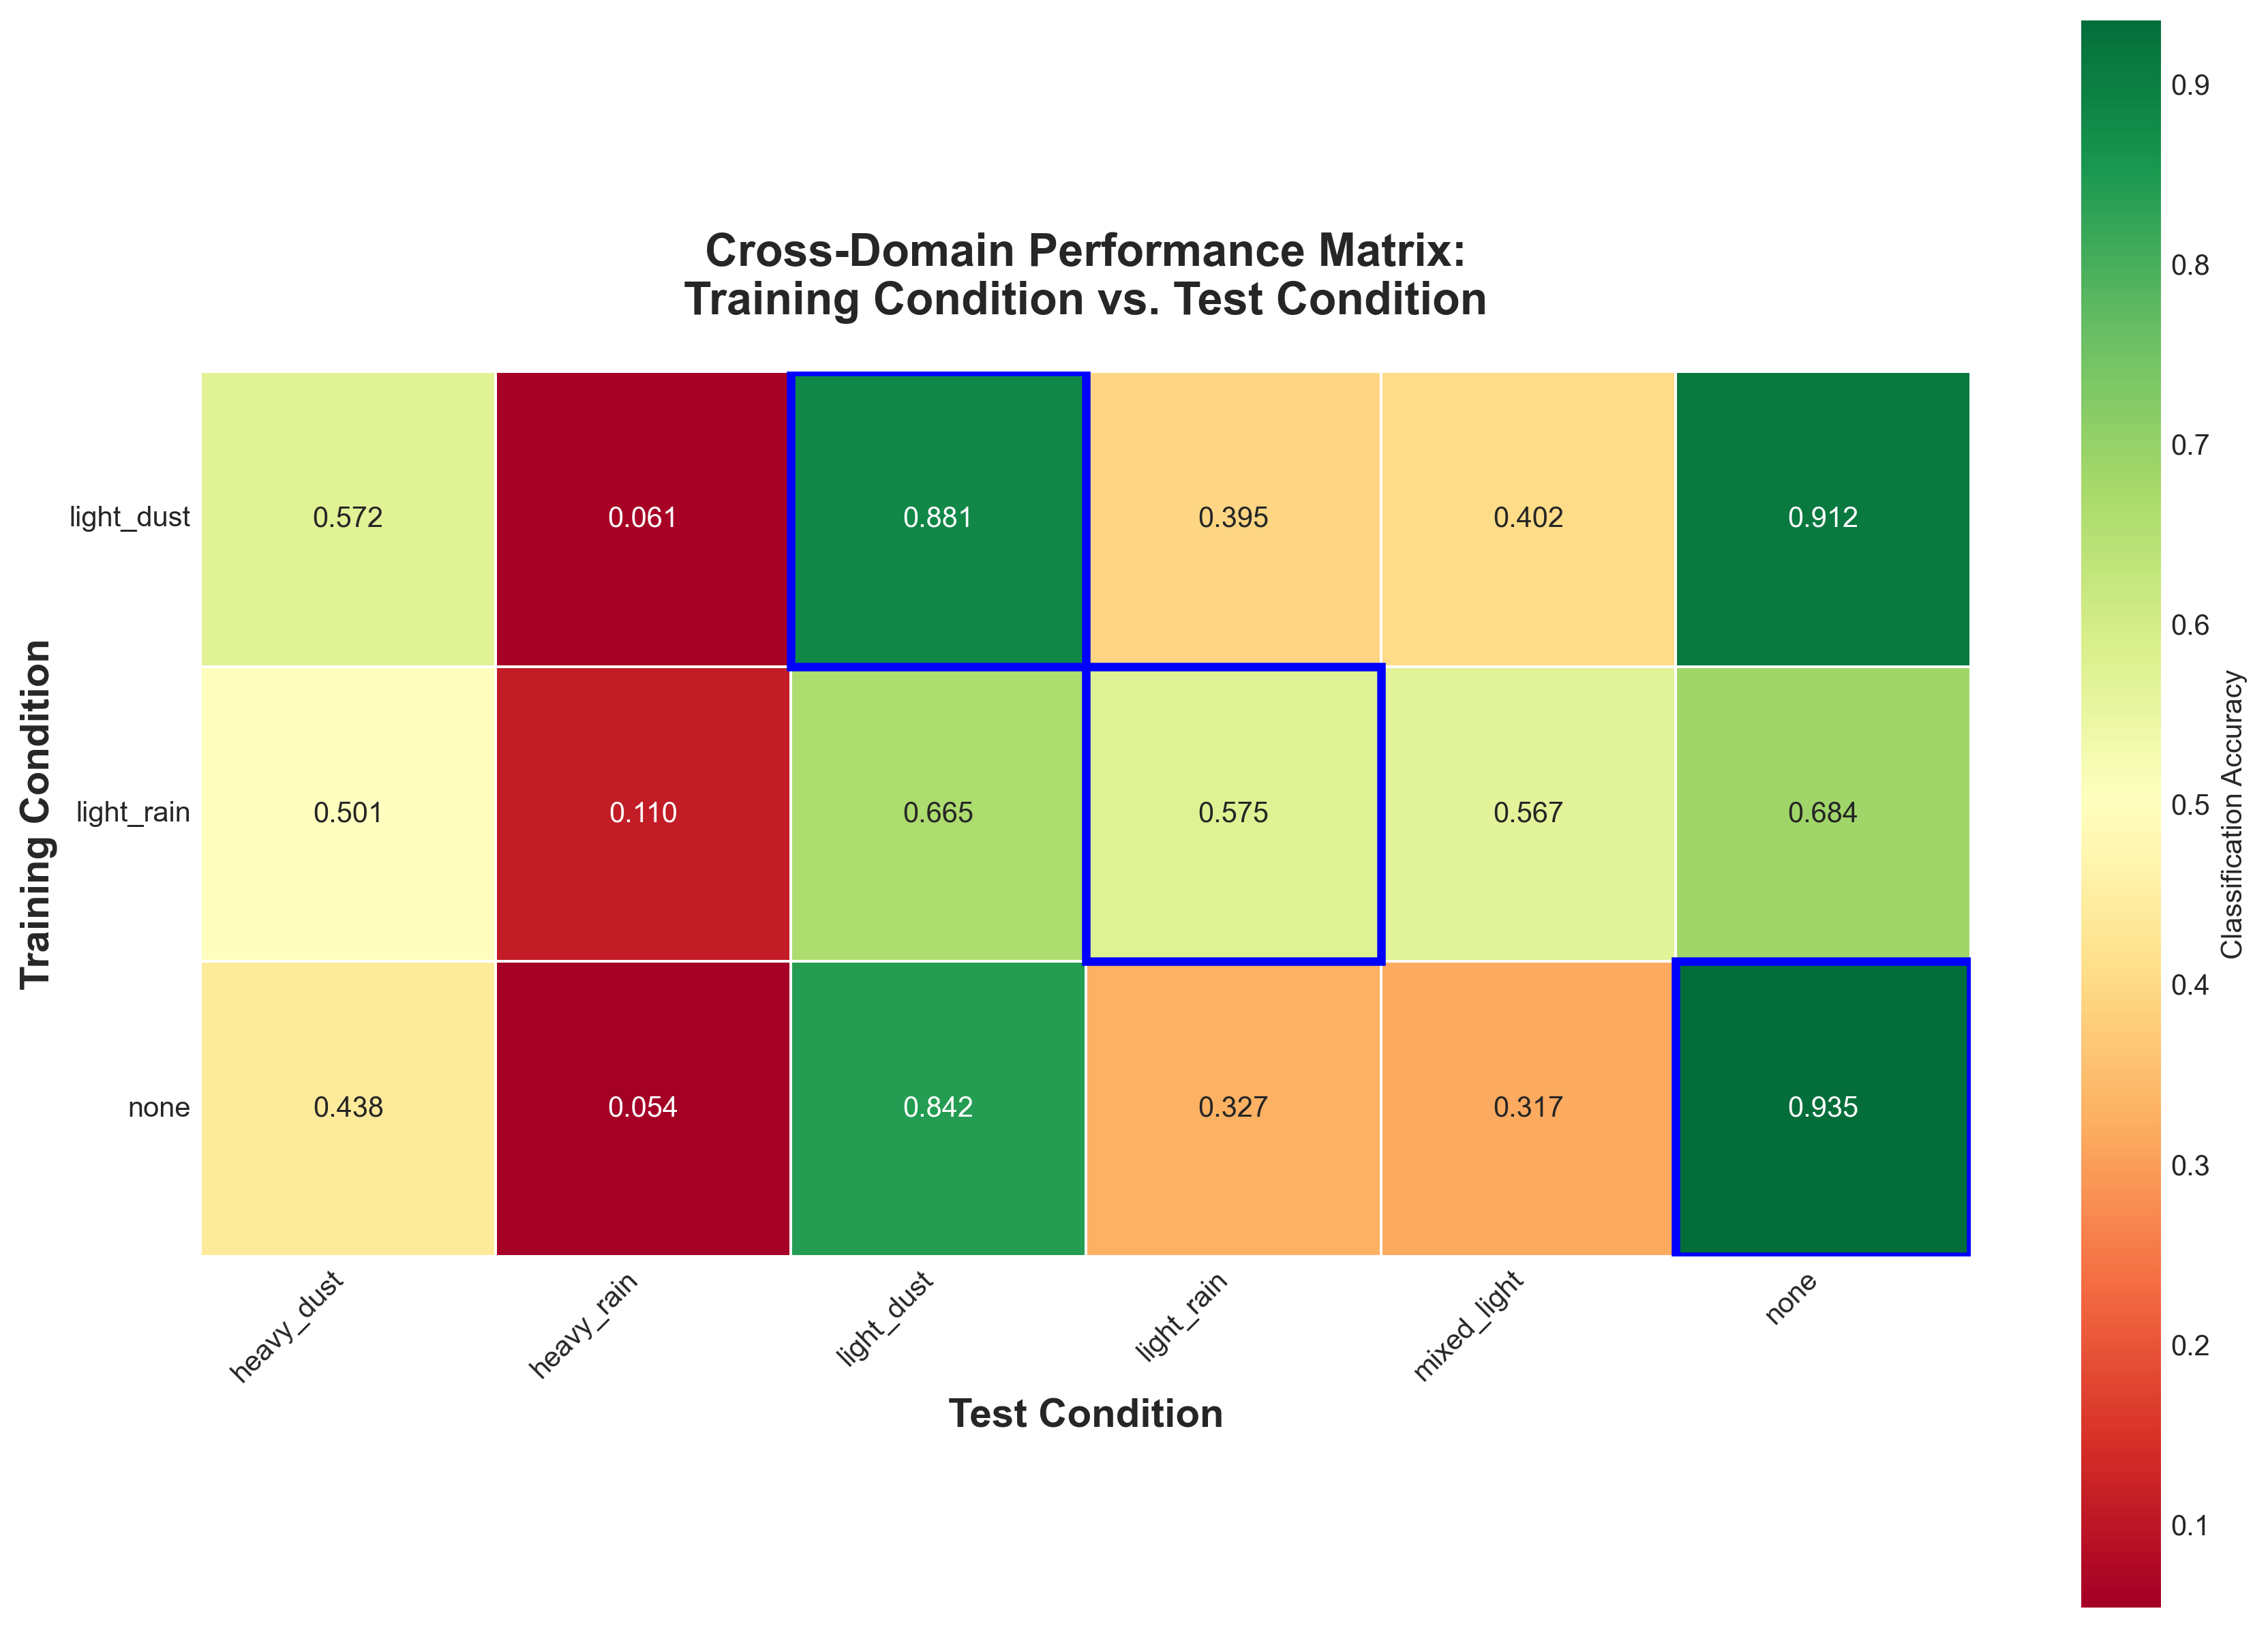 Cross-Domain Performance Matrix:
Training Condition vs. Test Condition
Training Condition
light_dust
0.572
0.061
0.881
0.395
0.402
0.912
light_rain
0.501
0.110
0.665
0.575
0.567
0.684
none
0.438
0.054
0.842
0.327
0.317
0.935
heavy_dust
heavy_rain
light_dust
light_rain
mixed_light
none
Test Condition
0.9
0.8
0.7
0.6
0.5
0.4
0.3
0.2
0.1
Classification Accuracy